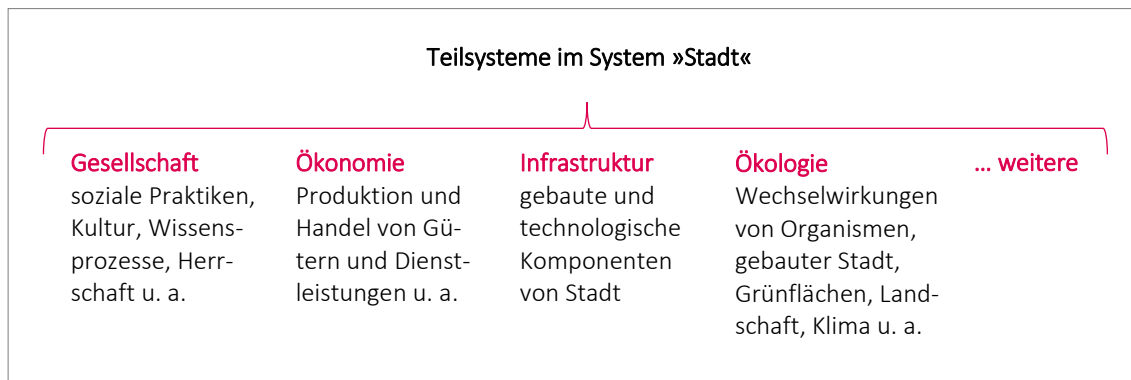 Teilsysteme im System »Stadt«
Gesellschaft
soziale Praktiken,
Kultur, Wissens-
prozesse, Herr-
schaft u. a.
Ökonomie
Produktion und
Handel von Gü-
tern und Dienst-
leistungen u. a.
Infrastruktur
gebaute und
technologische
Komponenten
von Stadt
Ökologie
Wechselwirkungen
von Organismen,
gebauter Stadt,
Grünflächen, Land-
schaft, Klima u. a.
... weitere